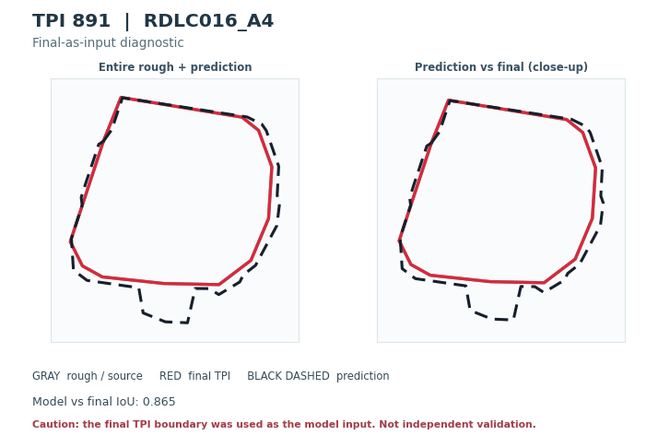 TPI 891 | RDLC016_A4
Final-as-input diagnostic
Entire rough + prediction
Prediction vs final (close-up)
GRAY rough / source RED final TPI BLACK DASHED prediction
Model vs final IoU: 0.865
Caution: the final TPI boundary was used as the model input. Not independent validation.